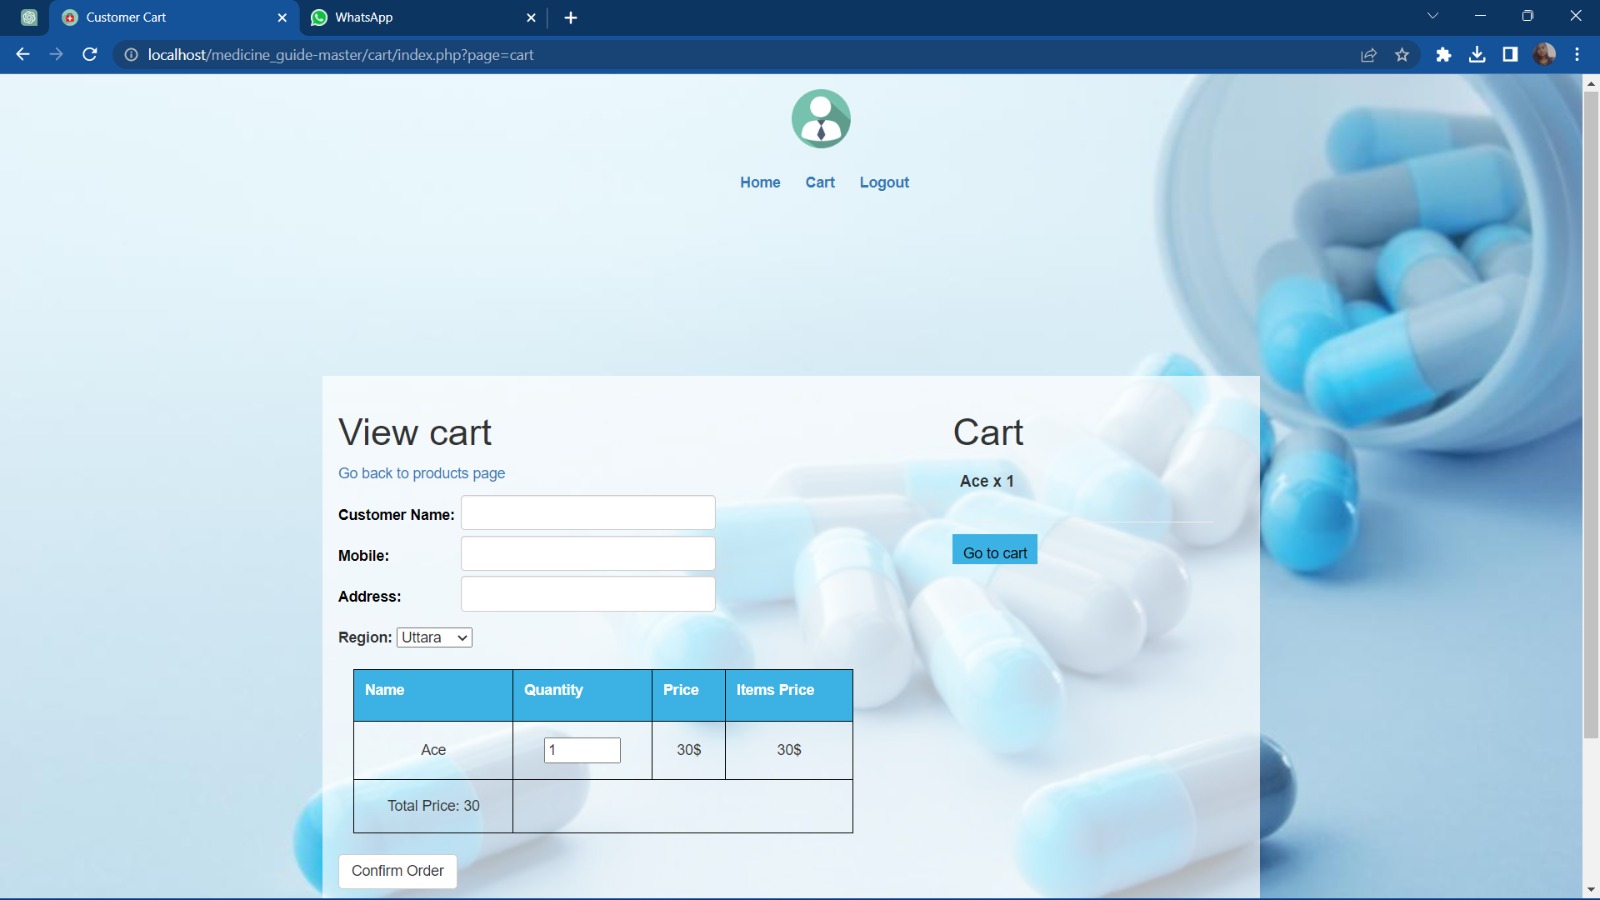 Customer Cart
WhatsApp
localhost/medicine_guide-master/cart/index.php?page=cart
Home Cart Logout
View cart
Go back to products page
Customer Name:
Mobile:
Address:
Region: Uttara
Name Quantity Price Items Price
Ace 1 30$ 30$
Total Price: 30
Confirm Order
Cart
Ace x 1
Go to cart